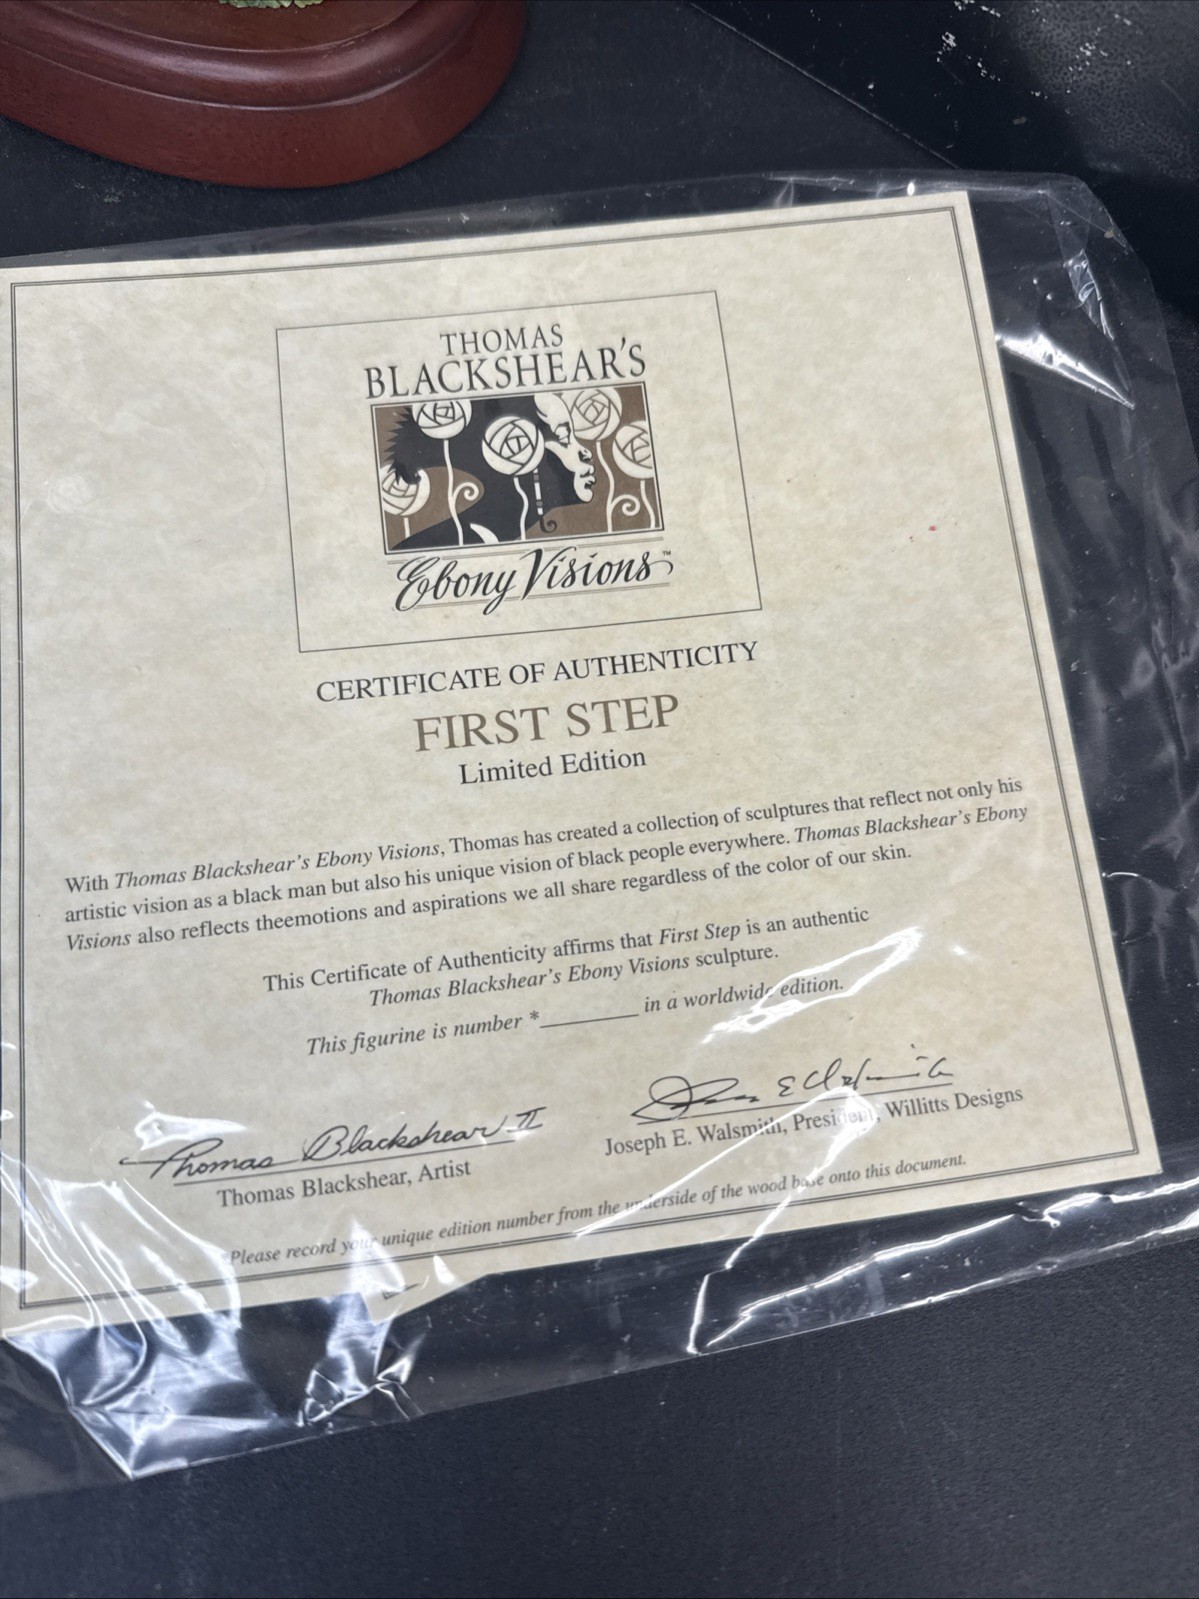 THOMAS
BLACKSHEAR'S
Ebony Visions™
CERTIFICATE OF AUTHENTICITY
FIRST STEP
Limited Edition
With Thomas Blackshear's Ebony Visions, Thomas has created a collection of sculptures that reflect not only his
artistic vision as a black man but also his unique vision of black people everywhere. Thomas Blackshear's Ebony
Visions also reflects theemotions and aspirations we all share regardless of the color of our skin.
This Certificate of Authenticity affirms that First Step is an authentic
Thomas Blackshear's Ebony Visions sculpture.
This figurine is number *________ in a worldwide edition.
Thomas Blackshear II
Thomas Blackshear, Artist
Joseph E. Walsmith, President, Willitts Designs
*Please record your unique edition number from the underside of the wood base onto this document.